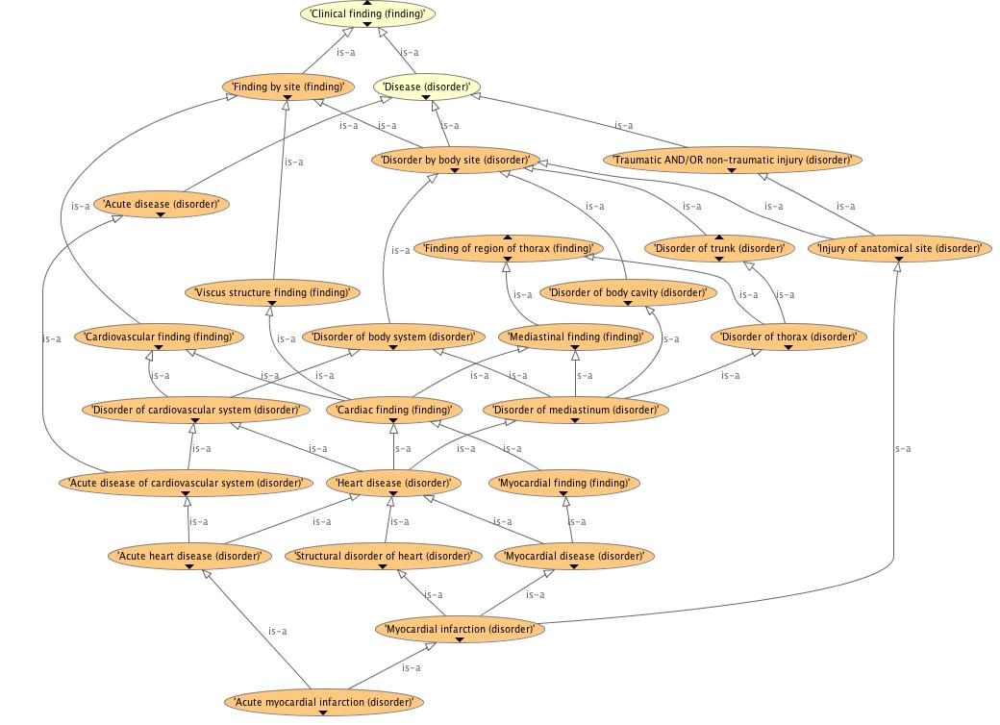 'Clinical finding (finding)'
is-a is-a
'Finding by site (finding)' 'Disease (disorder)'
is-a is-a is-a is-a
'Disorder by body site (disorder)' 'Traumatic AND/OR non-traumatic injury (disorder)'
is-a
'Acute disease (disorder)' is-a is-a is-a is-a is-a
'Finding of region of thorax (finding)' 'Disorder of trunk (disorder)' 'Injury of anatomical site (disorder)'
is-a
'Viscus structure finding (finding)' 'Disorder of body cavity (disorder)'
is-a is-a is-a
'Cardiovascular finding (finding)' 'Disorder of body system (disorder)' 'Mediastinal finding (finding)' 'Disorder of thorax (disorder)'
is-a is-a is-a
is-a is-a is-a is-a is-a is-a is-a
'Disorder of cardiovascular system (disorder)' 'Cardiac finding (finding)' 'Disorder of mediastinum (disorder)'
is-a is-a is-a is-a is-a is-a
'Acute disease of cardiovascular system (disorder)' 'Heart disease (disorder)' 'Myocardial finding (finding)'
is-a is-a is-a is-a is-a
'Acute heart disease (disorder)' 'Structural disorder of heart (disorder)' 'Myocardial disease (disorder)'
is-a is-a
'Myocardial infarction (disorder)'
is-a
is-a
'Acute myocardial infarction (disorder)'